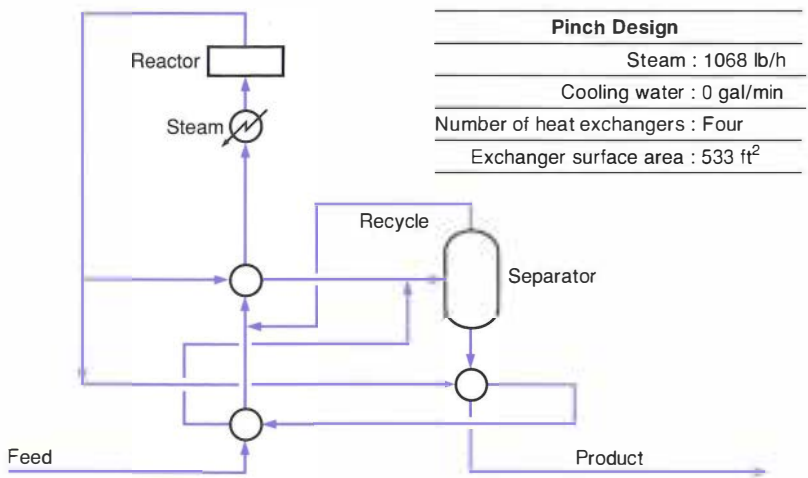 Pinch Design
Steam : 1068 lb/h
Cooling water : 0 gal/min
Number of heat exchangers : Four
Exchanger surface area : 533 ft²
Reactor
Steam
Recycle
Separator
Feed
Product